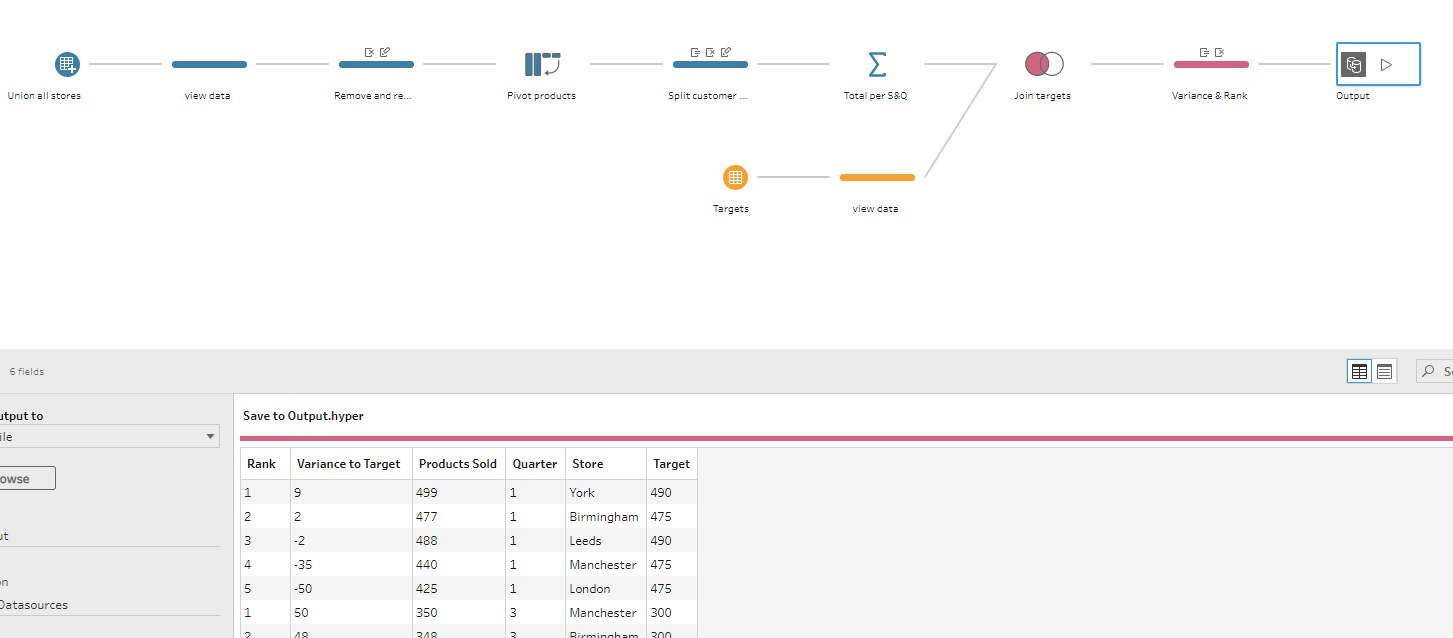 Union all stores
view data
Remove and re...
Pivot products
Split customer ...
Total per S&Q
Join targets
Variance & Rank
Output
Targets
view data
6 fields
utput to
ile
owse
ut
on
Datasources
Save to Output.hyper
Rank Variance to Target Products Sold Quarter Store Target
1 9 499 1 York 490
2 2 477 1 Birmingham 475
3 -2 488 1 Leeds 490
4 -35 440 1 Manchester 475
5 -50 425 1 London 475
1 50 350 3 Manchester 300
2 48 348 3 Birmingham 300